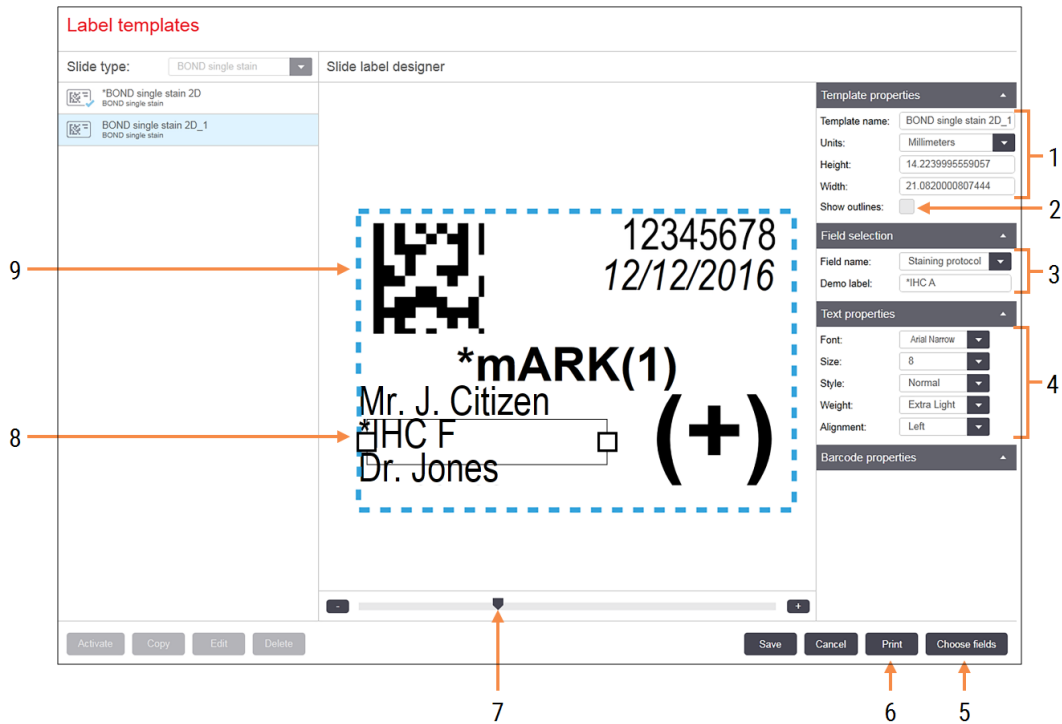 Label templates
Slide type: BOND single stain
Slide label designer
*BOND single stain 2D
BOND single stain
BOND single stain 2D_1
BOND single stain
12345678
12/12/2016
*mARK(1)
Mr. J. Citizen
*IHC F
(+)
Dr. Jones
Template properties
Template name: BOND single stain 2D_1
Units: Millimeters
Height: 14.2239995559057
Width: 21.0820000807444
Show outlines:
Field selection
Field name: Staining protocol
Demo label: *IHC A
Text properties
Font: Arial Narrow
Size: 8
Style: Normal
Weight: Extra Light
Alignment: Left
Barcode properties
- +
Activate Copy Edit Delete Save Cancel Print Choose fields
1
2
3
4
5
6
7
8
9